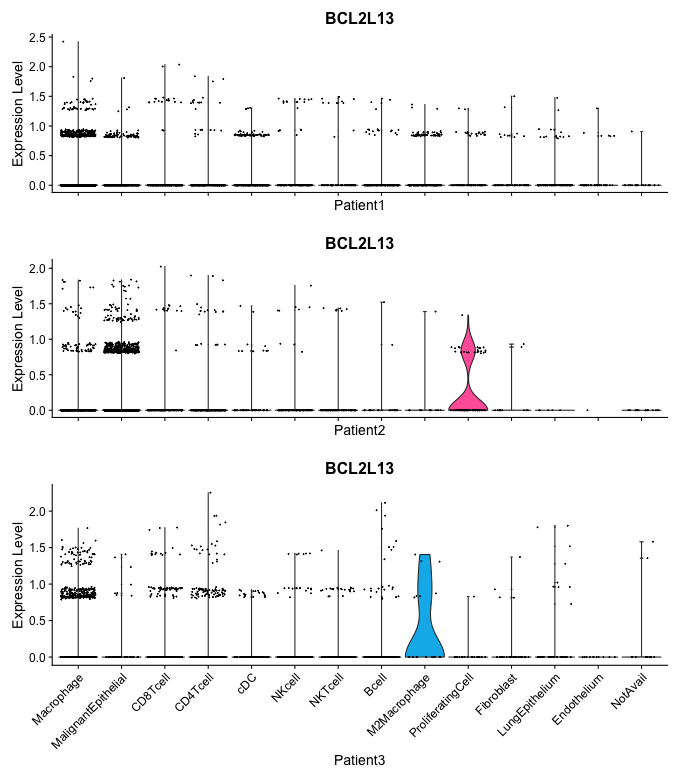 BCL2L13
Expression Level
2.5
2.0
1.5
1.0
0.5
0.0
Patient1
BCL2L13
Expression Level
2.0
1.5
1.0
0.5
0.0
Patient2
BCL2L13
Expression Level
2.0
1.5
1.0
0.5
0.0
Macrophage
MalignantEpithelial
CD8Tcell
CD4Tcell
cDC
NKcell
NKTcell
Bcell
M2Macrophage
ProliferatingCell
Fibroblast
LungEpithelium
Endothelium
NotAvail
Patient3